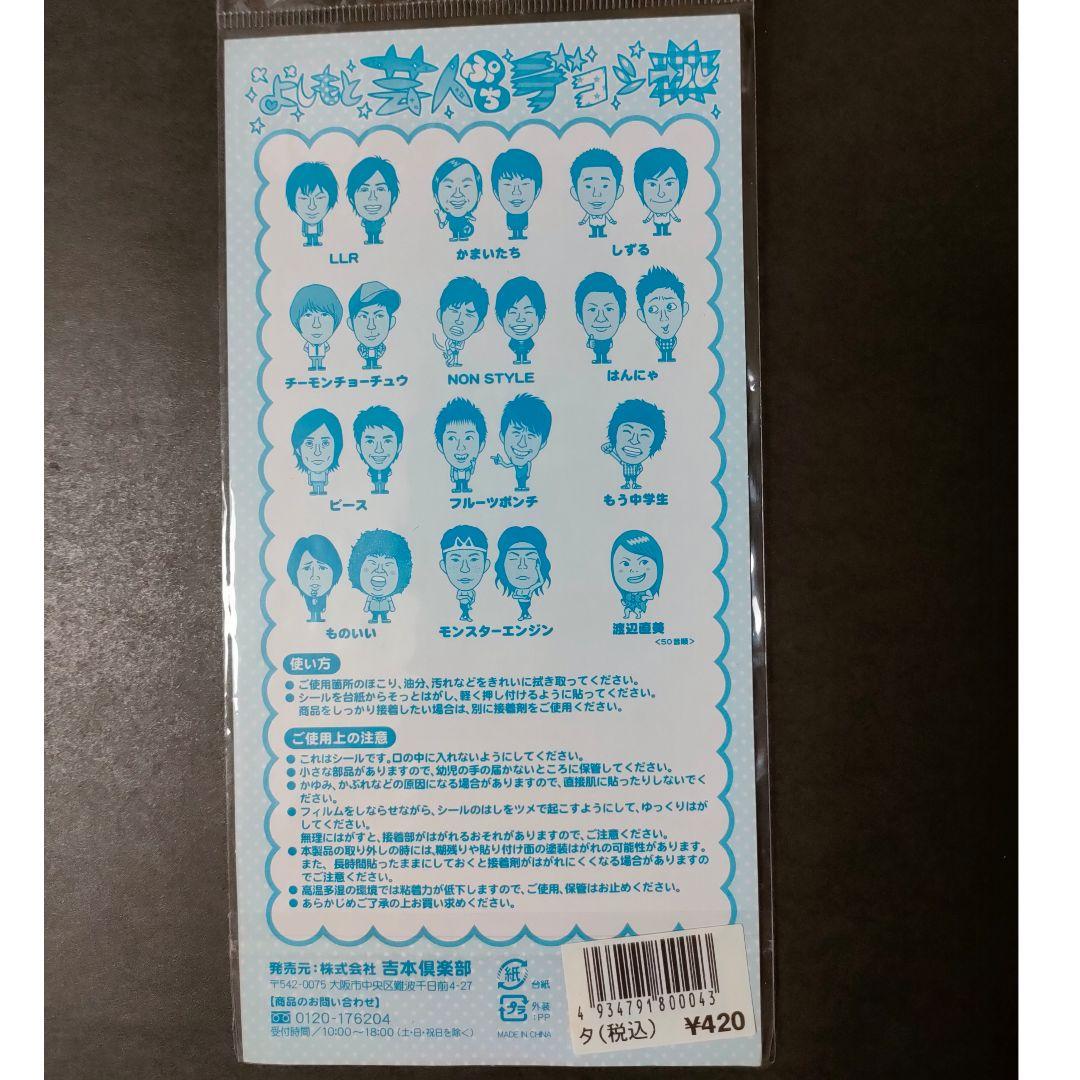 よしもと芸人ぷちデコシール
LLR
かまいたち
しずる
チーモンチョーチュウ
NON STYLE
はんにゃ
ピース
フルーツポンチ
もう中学生
ものいい
モンスターエンジン
渡辺直美
<50音順>
使い方
● ご使用箇所のほこり、油分、汚れなどをきれいに拭き取ってください。
● シールを台紙からそっとはがし、軽く押し付けるように貼ってください。
商品をしっかり接着したい場合は、別に接着剤をご使用ください。
ご使用上の注意
● これはシールです。口の中に入れないようにしてください。
● 小さな部品がありますので、幼児の手の届かないところに保管してください。
● かゆみ、かぶれなどの原因になる場合がありますので、直接肌に貼ったりしないでく
ださい。
● フィルムをしならせながら、シールのはしをツメで起こすようにして、ゆっくりはが
してください。
無理にはがすと、接着部がはがれるおそれがありますので、ご注意ください。
● 本製品の取り外しの時には、糊残りや貼り付け面の塗装はがれの可能性があります。
また、長時間貼ったままにしておくと接着剤がはがれにくくなる場合がありますの
でご注意ください。
● 高温多湿の環境では粘着力が低下しますので、ご使用、保管はお止めください。
● あらかじめご了承の上お買い求めください。
発売元:株式会社 吉本倶楽部
〒542-0075 大阪市中央区難波千日前4-27
【商品のお問い合わせ】
0120-176204
受付時間/10:00~18:00(土・日・祝日を除く)
紙
台紙
プラ
外装
:PP
MADE IN CHINA
4 934791 800043
タ(税込) ¥420